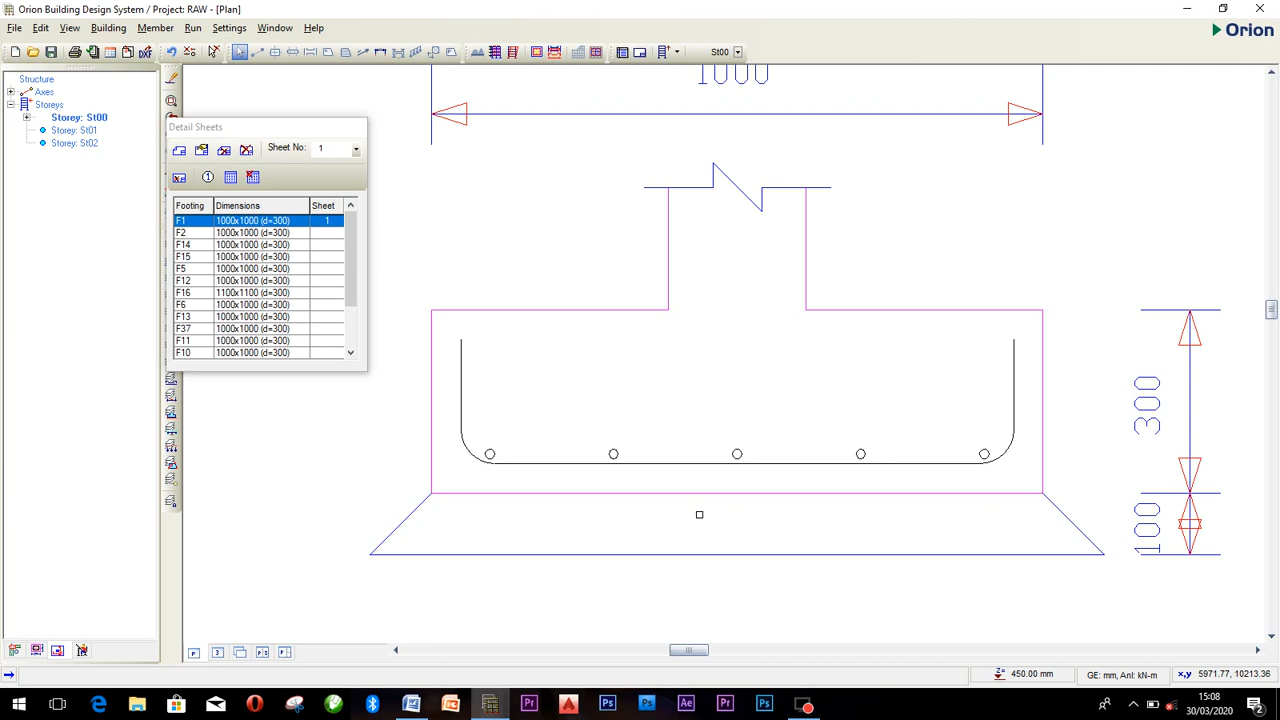 Orion Building Design System / Project: RAW - [Plan]
File Edit View Building Member Run Settings Window Help
Orion
St00
Structure
Axes
Storeys
Storey: St00
Storey: St01
Storey: St02
Detail Sheets
Sheet No: 1
1
Footing Dimensions Sheet
F1 1000x1000 (d=300) 1
F2 1000x1000 (d=300)
F14 1000x1000 (d=300)
F15 1000x1000 (d=300)
F5 1000x1000 (d=300)
F12 1000x1000 (d=300)
F16 1100x1100 (d=300)
F6 1000x1000 (d=300)
F13 1000x1000 (d=300)
F37 1000x1000 (d=300)
F11 1000x1000 (d=300)
F10 1000x1000 (d=300)
1000
300
100
450.00 mm
GE: mm, Anl: kN-m
x,y 5971.77, 10213.36
15:08
30/03/2020